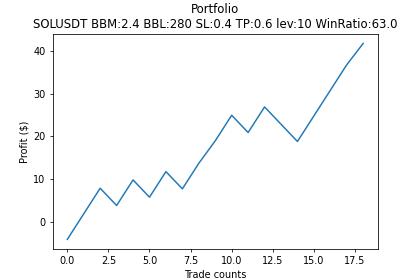 Portfolio
SOLUSDT BBM:2.4 BBL:280 SL:0.4 TP:0.6 lev:10 WinRatio:63.0
40
30
20
10
0
Profit ($)
0.0 2.5 5.0 7.5 10.0 12.5 15.0 17.5
Trade counts